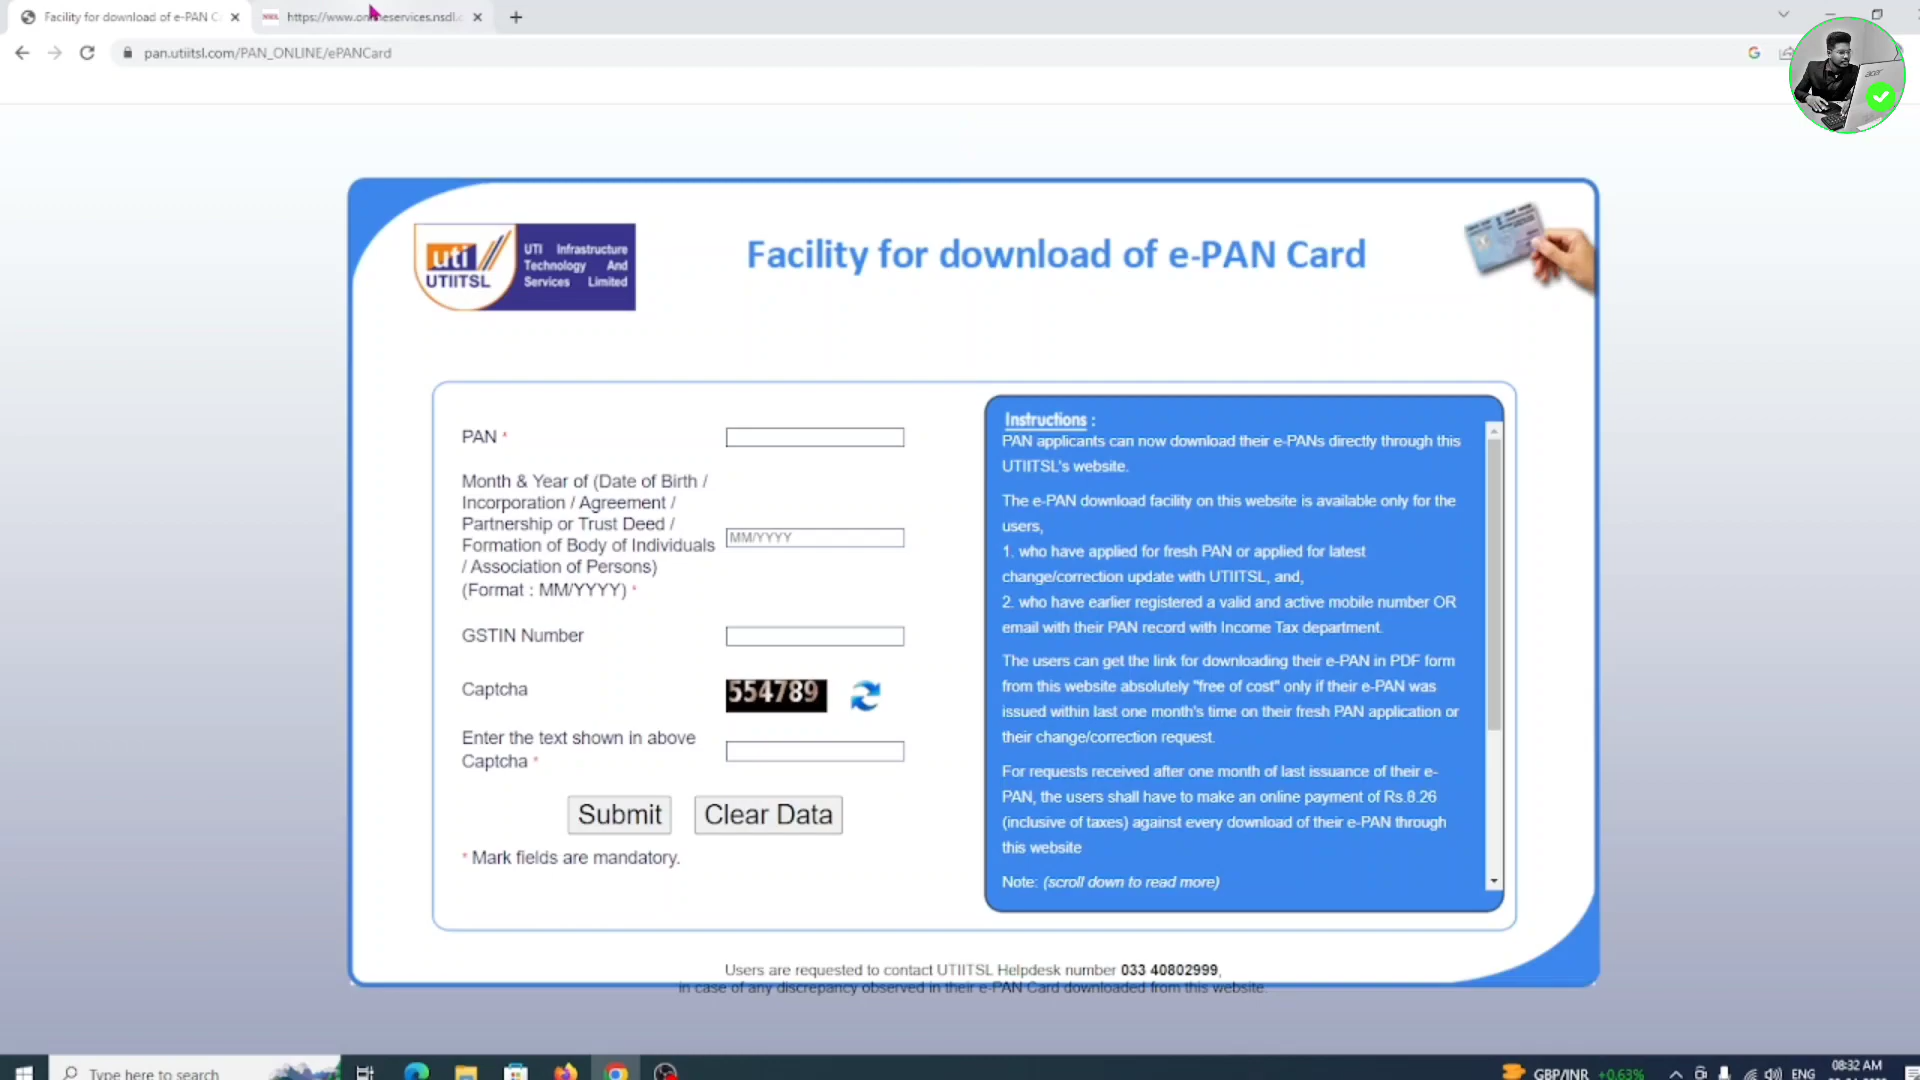 Facility for download of e-PAN C
https://www.onlineservices.nsdl.c
pan.utiitsl.com/PAN_ONLINE/ePANCard
acer
uti
UTIITSL
UTI Infrastructure
Technology And
Services Limited
Facility for download of e-PAN Card
PAN *
Month & Year of (Date of Birth /
Incorporation / Agreement /
Partnership or Trust Deed /
Formation of Body of Individuals
/ Association of Persons)
(Format : MM/YYYY) *
MM/YYYY
GSTIN Number
Captcha
554789
Enter the text shown in above
Captcha *
Submit
Clear Data
* Mark fields are mandatory.
Instructions :
PAN applicants can now download their e-PANs directly through this
UTIITSL's website.
The e-PAN download facility on this website is available only for the
users,
1. who have applied for fresh PAN or applied for latest
change/correction update with UTIITSL, and,
2. who have earlier registered a valid and active mobile number OR
email with their PAN record with Income Tax department.
The users can get the link for downloading their e-PAN in PDF form
from this website absolutely "free of cost" only if their e-PAN was
issued within last one month's time on their fresh PAN application or
their change/correction request.
For requests received after one month of last issuance of their e-
PAN, the users shall have to make an online payment of Rs.8.26
(inclusive of taxes) against every download of their e-PAN through
this website
Note: (scroll down to read more)
Users are requested to contact UTIITSL Helpdesk number 033 40802999,
in case of any discrepancy observed in their e-PAN Card downloaded from this website.
Type here to search
GBP/INR +0.63%
ENG
08:32 AM